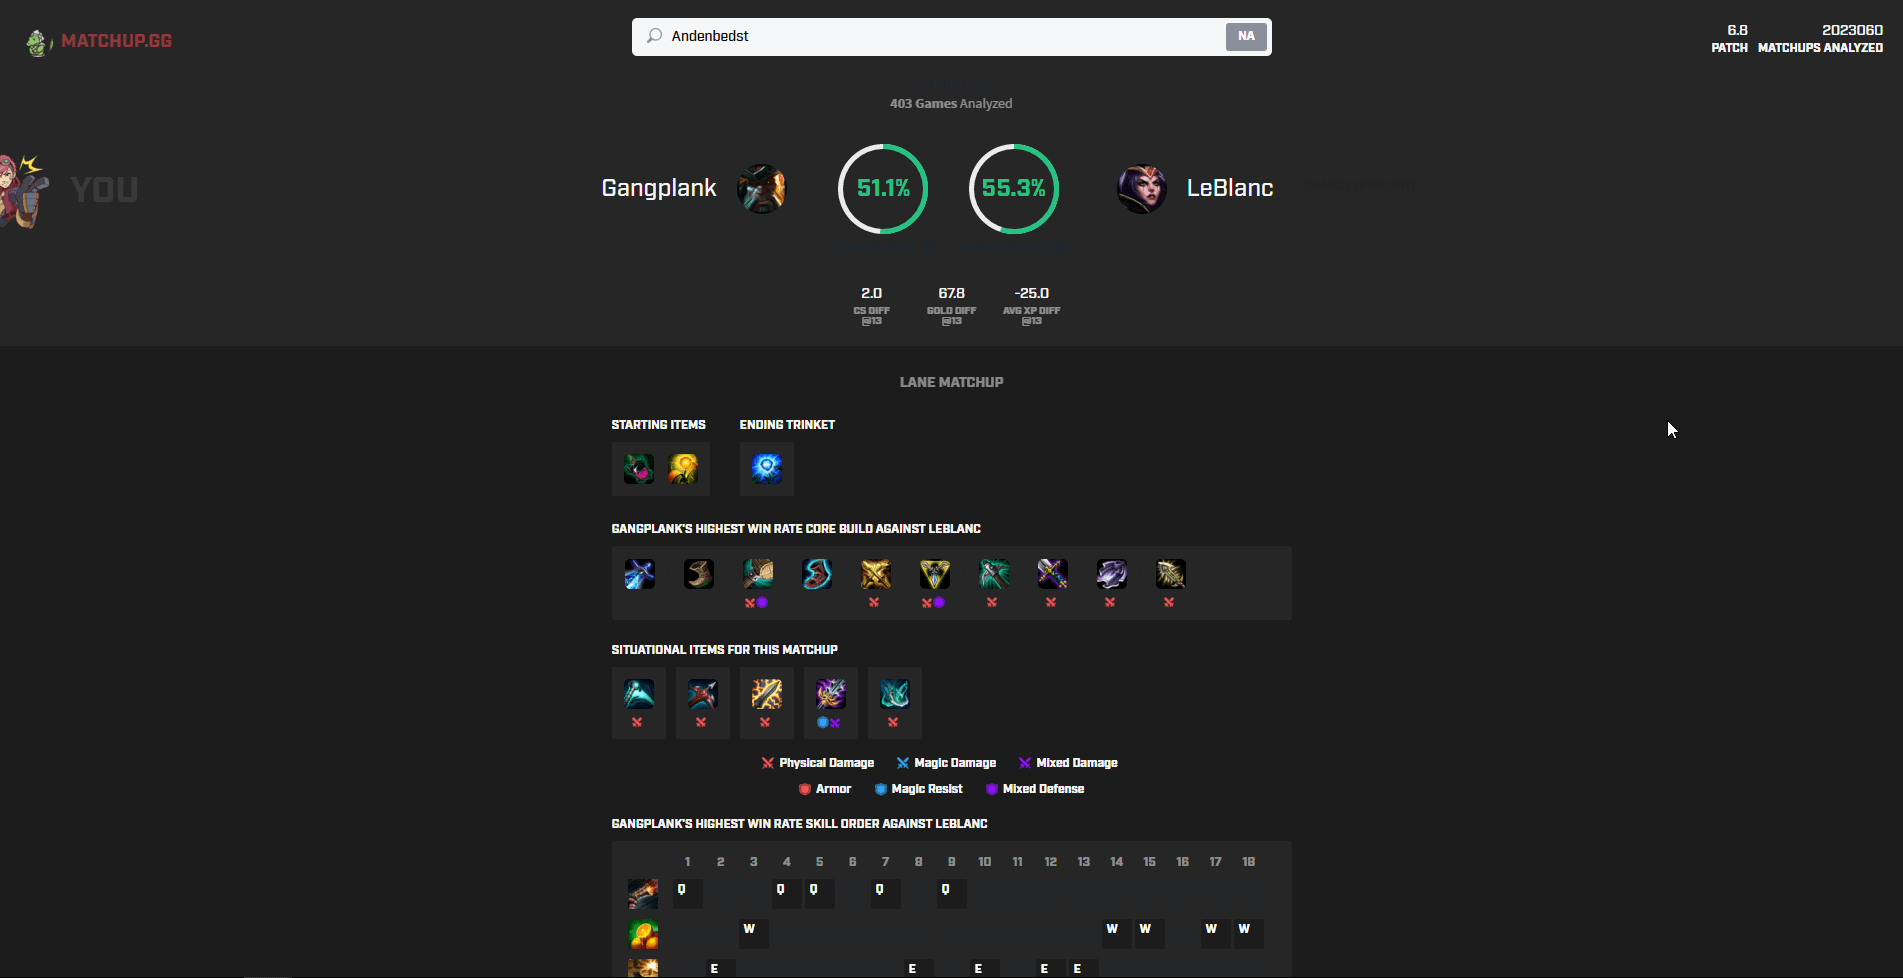 MATCHUP.GG
Andenbedst
NA
6.8
PATCH
2023060
MATCHUPS ANALYZED
403 Games Analyzed
YOU
Gangplank
51.1%
55.3%
LeBlanc
2.0
CS DIFF
@13
67.8
GOLD DIFF
@13
-25.0
AVG XP DIFF
@13
LANE MATCHUP
STARTING ITEMS
ENDING TRINKET
GANGPLANK'S HIGHEST WIN RATE CORE BUILD AGAINST LEBLANC
SITUATIONAL ITEMS FOR THIS MATCHUP
Physical Damage Magic Damage Mixed Damage
Armor Magic Resist Mixed Defense
GANGPLANK'S HIGHEST WIN RATE SKILL ORDER AGAINST LEBLANC
1 2 3 4 5 6 7 8 9 10 11 12 13 14 15 16 17 18
Q Q Q Q Q
W W W W W
E E E E E